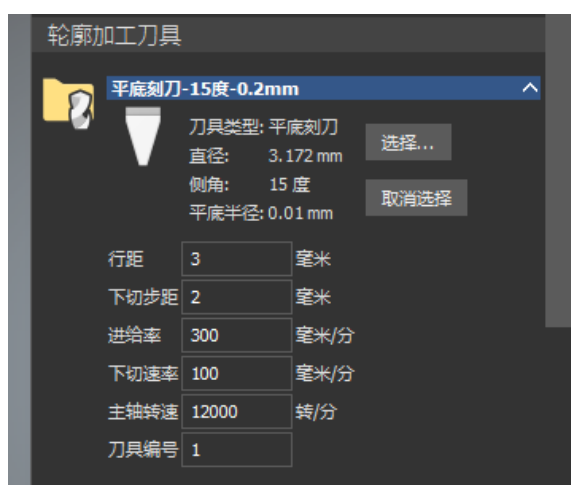 轮廓加工刀具
平底刻刀-15度-0.2mm
刀具类型: 平底刻刀
直径: 3.172 mm
选择...
侧角: 15 度
平底半径: 0.01 mm
取消选择
行距 3 毫米
下切步距 2 毫米
进给率 300 毫米/分
下切速率 100 毫米/分
主轴转速 12000 转/分
刀具编号 1